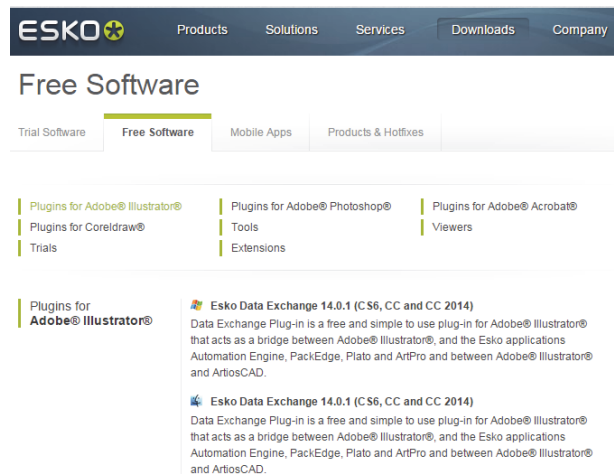 ESKO
Products Solutions Services Downloads Company
Free Software
Trial Software Free Software Mobile Apps Products & Hotfixes
Plugins for Adobe® Illustrator® Plugins for Adobe® Photoshop® Plugins for Adobe® Acrobat®
Plugins for Coreldraw® Tools Viewers
Trials Extensions
Plugins for
Adobe® Illustrator®
Esko Data Exchange 14.0.1 (CS6, CC and CC 2014)
Data Exchange Plug-in is a free and simple to use plug-in for Adobe® Illustrator®
that acts as a bridge between Adobe® Illustrator®, and the Esko applications
Automation Engine, PackEdge, Plato and ArtPro and between Adobe® Illustrator®
and ArtiosCAD.
Esko Data Exchange 14.0.1 (CS6, CC and CC 2014)
Data Exchange Plug-in is a free and simple to use plug-in for Adobe® Illustrator®
that acts as a bridge between Adobe® Illustrator®, and the Esko applications
Automation Engine, PackEdge, Plato and ArtPro and between Adobe® Illustrator®
and ArtiosCAD.